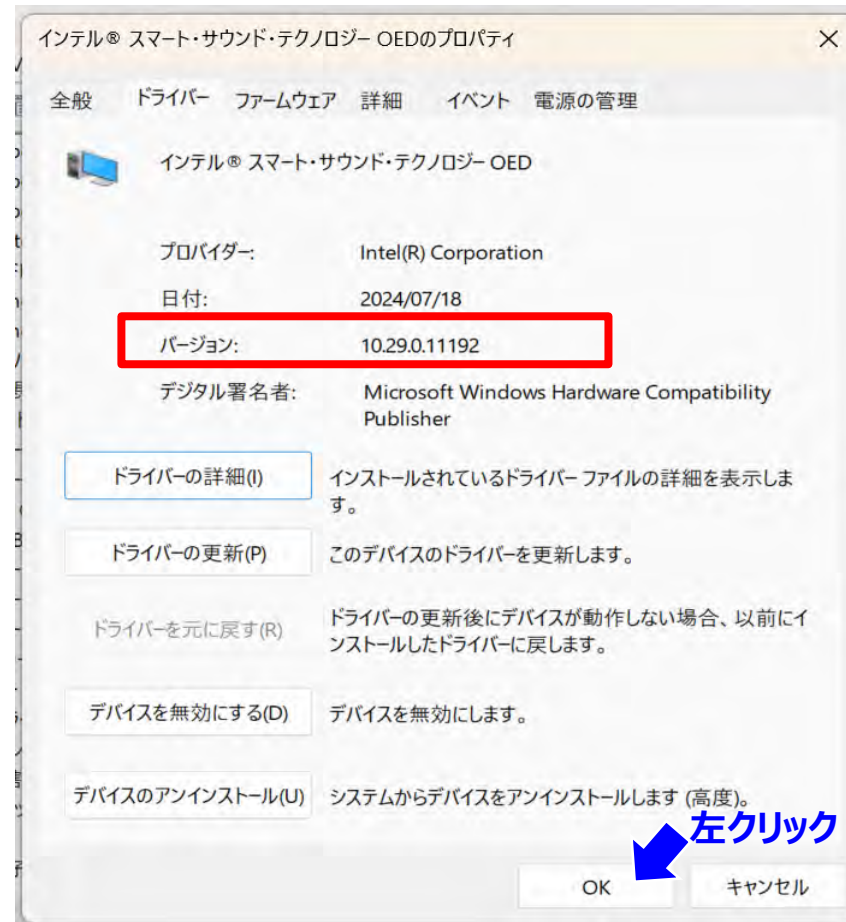 インテル® スマート・サウンド・テクノロジー OEDのプロパティ
全般 ドライバー ファームウェア 詳細 イベント 電源の管理
インテル® スマート・サウンド・テクノロジー OED
プロバイダー: Intel(R) Corporation
日付: 2024/07/18
バージョン: 10.29.0.11192
デジタル署名者: Microsoft Windows Hardware Compatibility
Publisher
ドライバーの詳細(I) インストールされているドライバー ファイルの詳細を表示しま
す。
ドライバーの更新(P) このデバイスのドライバーを更新します。
ドライバーを元に戻す(R) ドライバーの更新後にデバイスが動作しない場合、以前にイ
ンストールしたドライバーに戻します。
デバイスを無効にする(D) デバイスを無効にします。
デバイスのアンインストール(U) システムからデバイスをアンインストールします (高度)。
左クリック
OK キャンセル